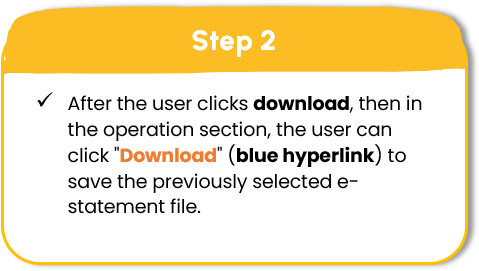 Step 2
✓ After the user clicks download, then in
the operation section, the user can
click "Download" (blue hyperlink) to
save the previously selected e-
statement file.